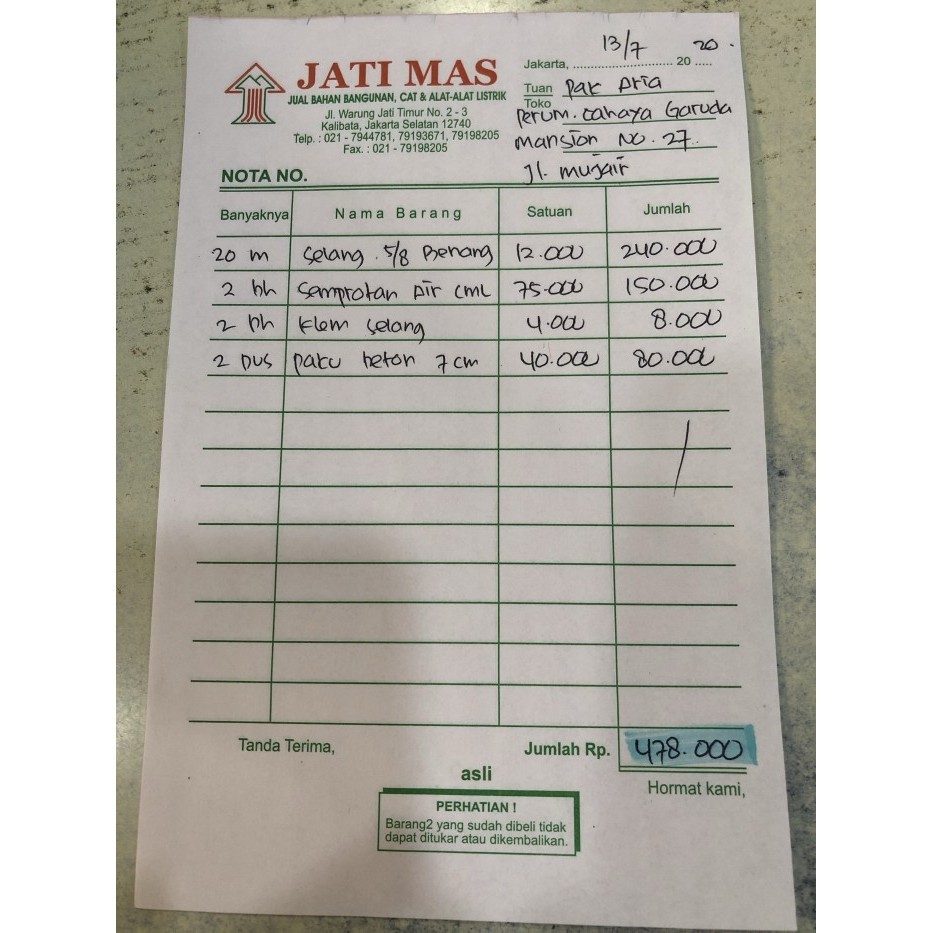 JATI MAS
JUAL BAHAN BANGUNAN, CAT & ALAT-ALAT LISTRIK
Jl. Warung Jati Timur No. 2 - 3
Kalibata, Jakarta Selatan 12740
Telp. : 021 - 7944781, 79193671, 79198205
Fax. : 021 - 79198205
NOTA NO.
Jakarta, 13/7 20 20
Tuan Pak Aria
Toko
Perum. Cahaya Garuda
Mansion No. 27
Jl. Mujair
Banyaknya Nama Barang Satuan Jumlah
20 m Selang 5/8 Benang 12.000 240.000
2 bh Semprotan Air CML 75.000 150.000
2 bh Klem Selang 4.000 8.000
2 Dus Paku Beton 7 cm 40.000 80.000
Tanda Terima,
Jumlah Rp. 478.000
asli
Hormat kami,
PERHATIAN !
Barang2 yang sudah dibeli tidak
dapat ditukar atau dikembalikan.